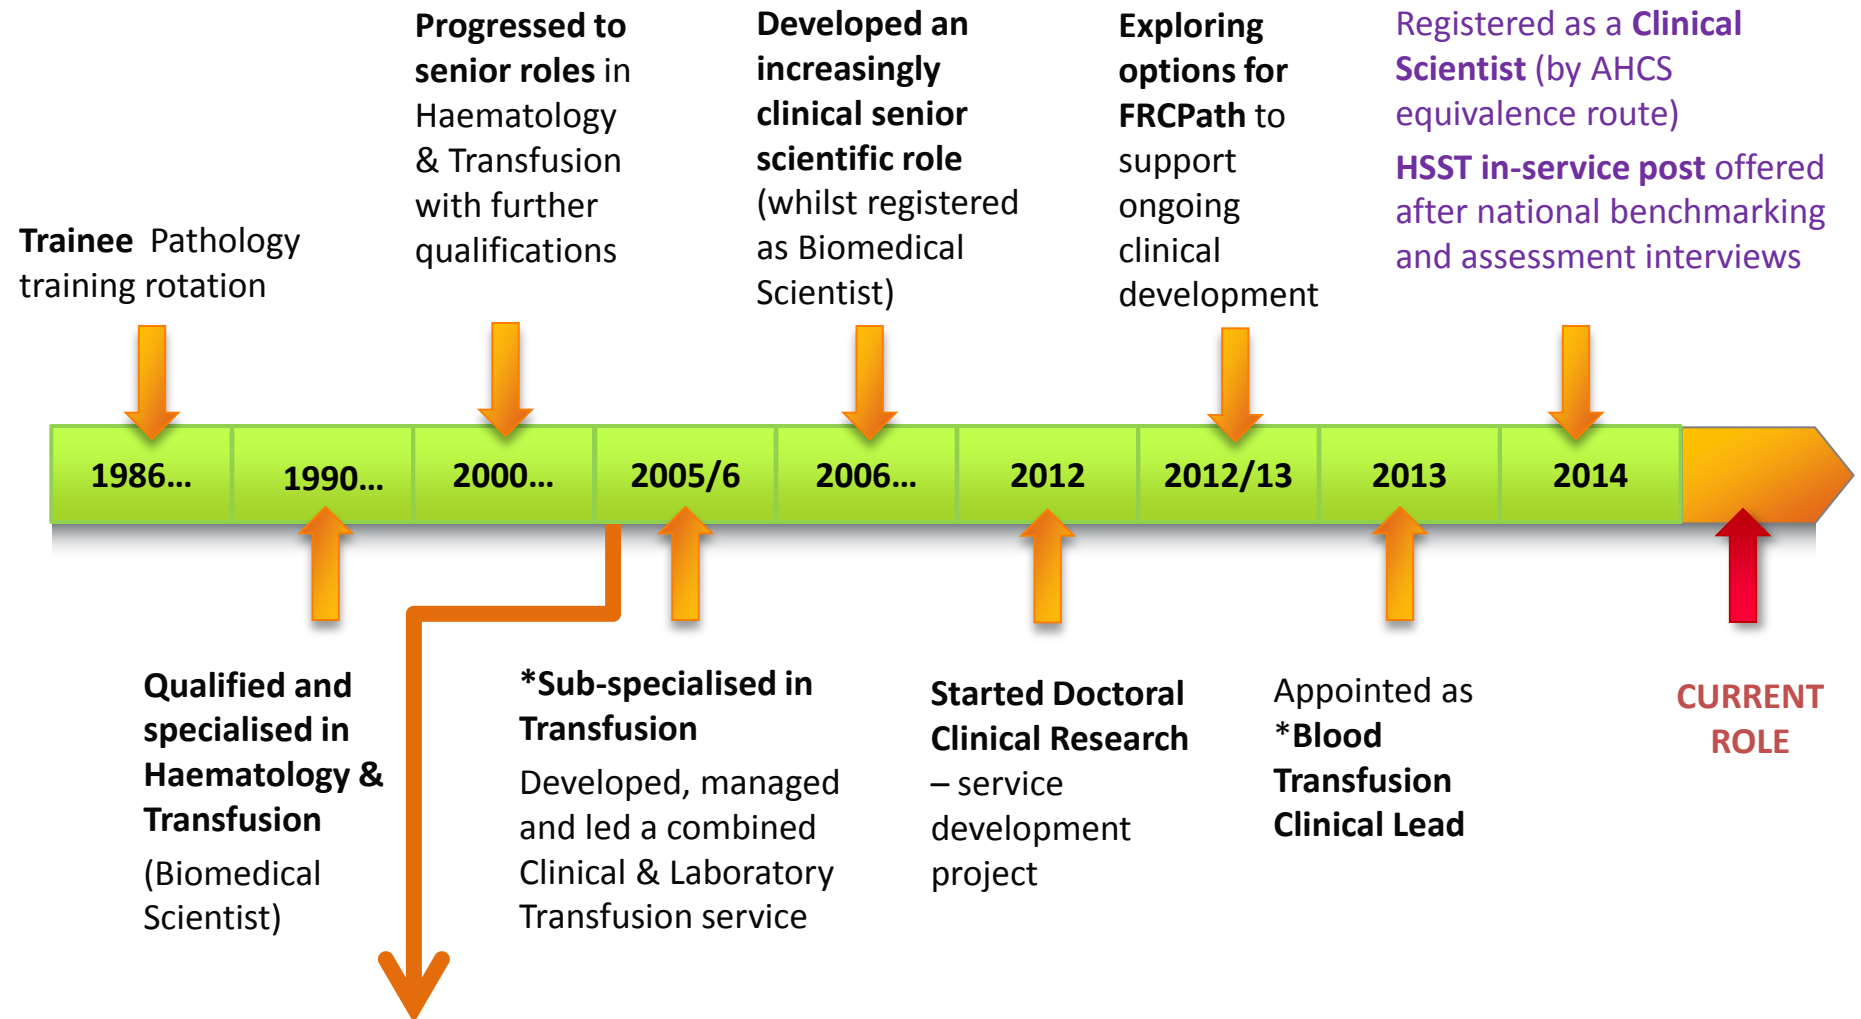 Trainee Pathology
training rotation
Progressed to
senior roles in
Haematology
& Transfusion
with further
qualifications
Developed an
increasingly
clinical senior
scientific role
(whilst registered
as Biomedical
Scientist)
Exploring
options for
FRCPath to
support
ongoing
clinical
development
Registered as a Clinical
Scientist (by AHCS
equivalence route)
HSST in-service post offered
after national benchmarking
and assessment interviews
1986...
1990...
2000...
2005/6
2006...
2012
2012/13
2013
2014
Qualified and
specialised in
Haematology &
Transfusion
(Biomedical
Scientist)
*Sub-specialised in
Transfusion
Developed, managed
and led a combined
Clinical & Laboratory
Transfusion service
Started Doctoral
Clinical Research
– service
development
project
Appointed as
*Blood
Transfusion
Clinical Lead
CURRENT
ROLE